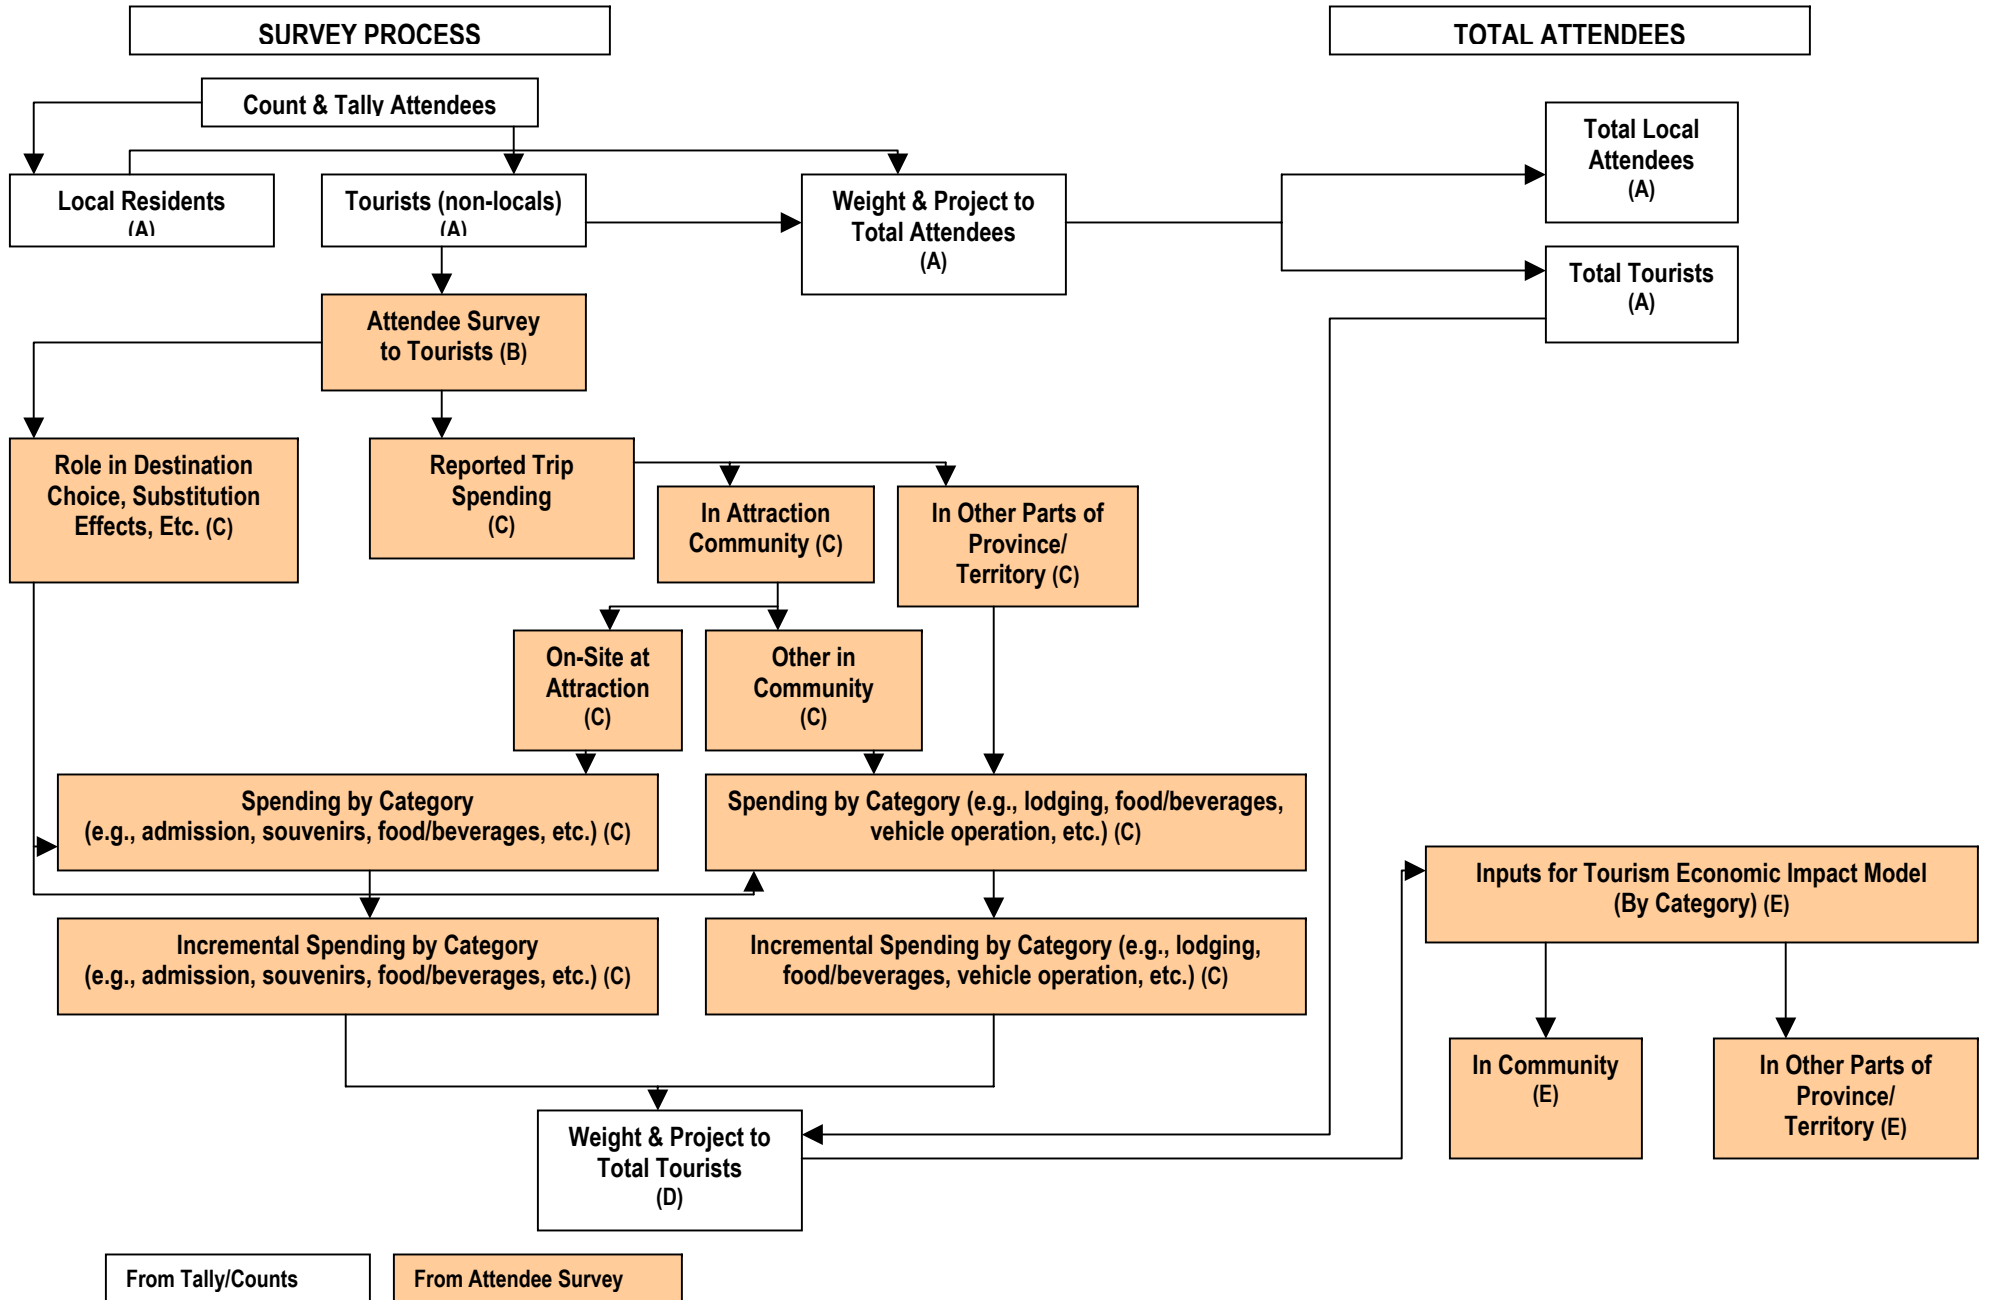 SURVEY PROCESS
TOTAL ATTENDEES
Count & Tally Attendees
Total Local
Attendees
(A)
Local Residents
(A)
Tourists (non-locals)
(A)
Weight & Project to
Total Attendees
(A)
Total Tourists
(A)
Attendee Survey
to Tourists (B)
Role in Destination
Choice, Substitution
Effects, Etc. (C)
Reported Trip
Spending
(C)
In Attraction
Community (C)
In Other Parts of
Province/
Territory (C)
On-Site at
Attraction
(C)
Other in
Community
(C)
Spending by Category
(e.g., admission, souvenirs, food/beverages, etc.) (C)
Spending by Category (e.g., lodging, food/beverages,
vehicle operation, etc.) (C)
Inputs for Tourism Economic Impact Model
(By Category) (E)
Incremental Spending by Category
(e.g., admission, souvenirs, food/beverages, etc.) (C)
Incremental Spending by Category (e.g., lodging,
food/beverages, vehicle operation, etc.) (C)
In Community
(E)
In Other Parts of
Province/
Territory (E)
Weight & Project to
Total Tourists
(D)
From Tally/Counts
From Attendee Survey